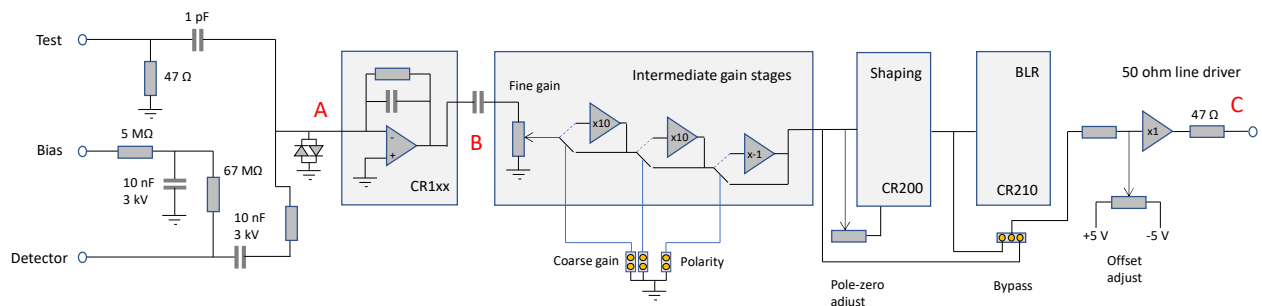 1 pF
Test
47 Ω
A
Bias
5 MΩ
10 nF
3 kV
67 MΩ
10 nF
3 kV
Detector
-
+
CR1xx
B
Intermediate gain stages
Fine gain
x10
x10
x-1
Coarse gain
Polarity
Shaping
CR200
Pole-zero
adjust
BLR
CR210
Bypass
50 ohm line driver
x1
47 Ω
C
+5 V
-5 V
Offset
adjust